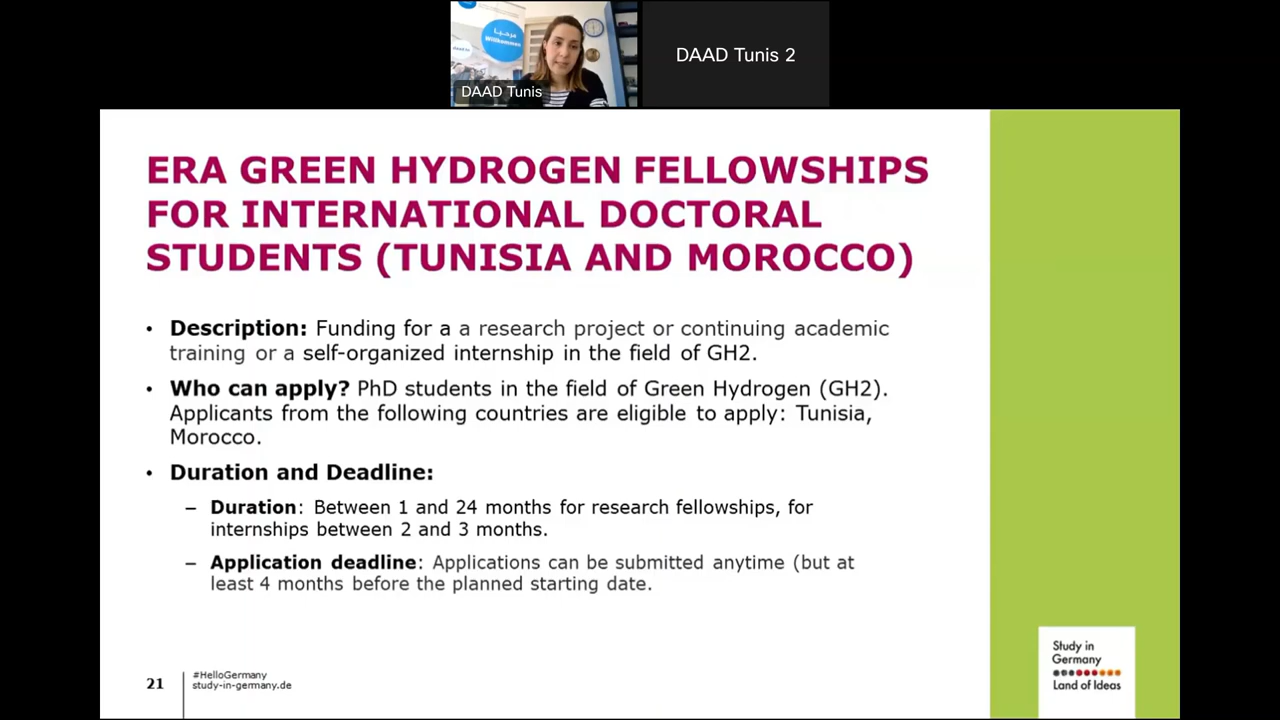 مرحبا
Willkommen
DAAD Tunis
DAAD Tunis 2
ERA GREEN HYDROGEN FELLOWSHIPS
FOR INTERNATIONAL DOCTORAL
STUDENTS (TUNISIA AND MOROCCO)
• Description: Funding for a a research project or continuing academic
training or a self-organized internship in the field of GH2.
• Who can apply? PhD students in the field of Green Hydrogen (GH2).
Applicants from the following countries are eligible to apply: Tunisia,
Morocco.
• Duration and Deadline:
– Duration: Between 1 and 24 months for research fellowships, for
internships between 2 and 3 months.
– Application deadline: Applications can be submitted anytime (but at
least 4 months before the planned starting date.
21
#HelloGermany
study-in-germany.de
Study in
Germany
Land of Ideas